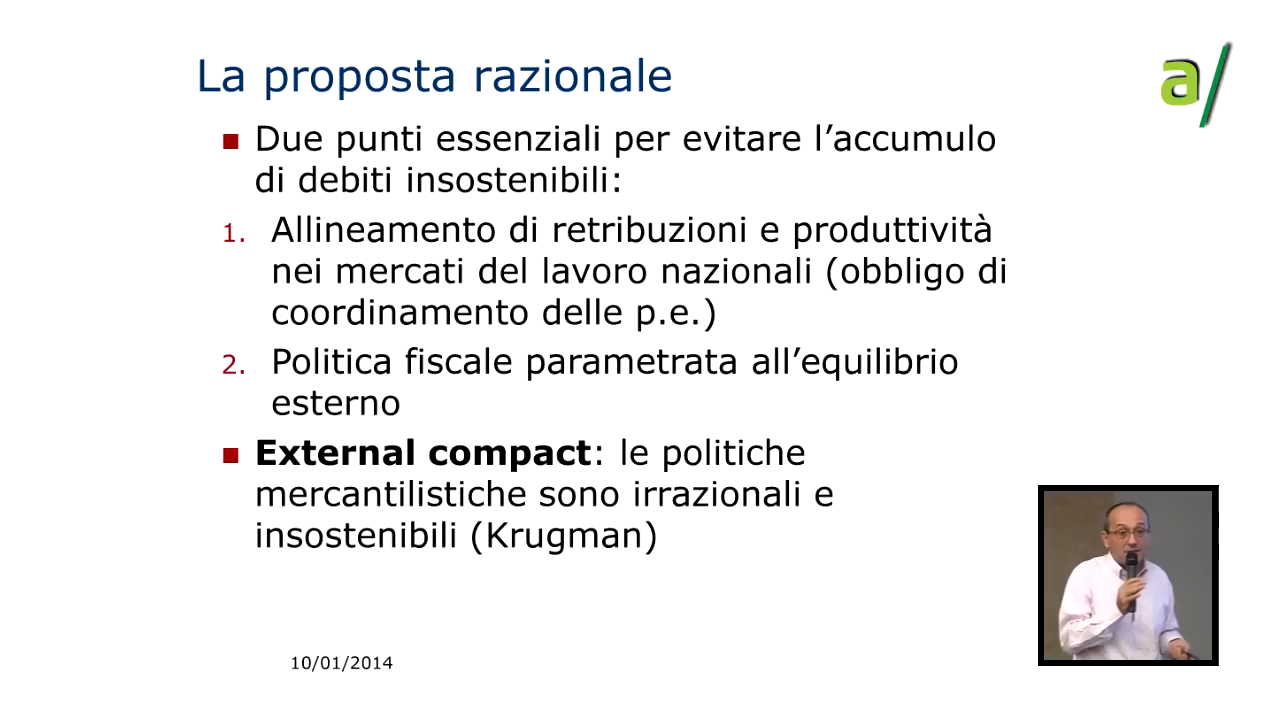 La proposta razionale
a/
■ Due punti essenziali per evitare l’accumulo
di debiti insostenibili:
1. Allineamento di retribuzioni e produttività
nei mercati del lavoro nazionali (obbligo di
coordinamento delle p.e.)
2. Politica fiscale parametrata all’equilibrio
esterno
■ External compact: le politiche
mercantilistiche sono irrazionali e
insostenibili (Krugman)
10/01/2014